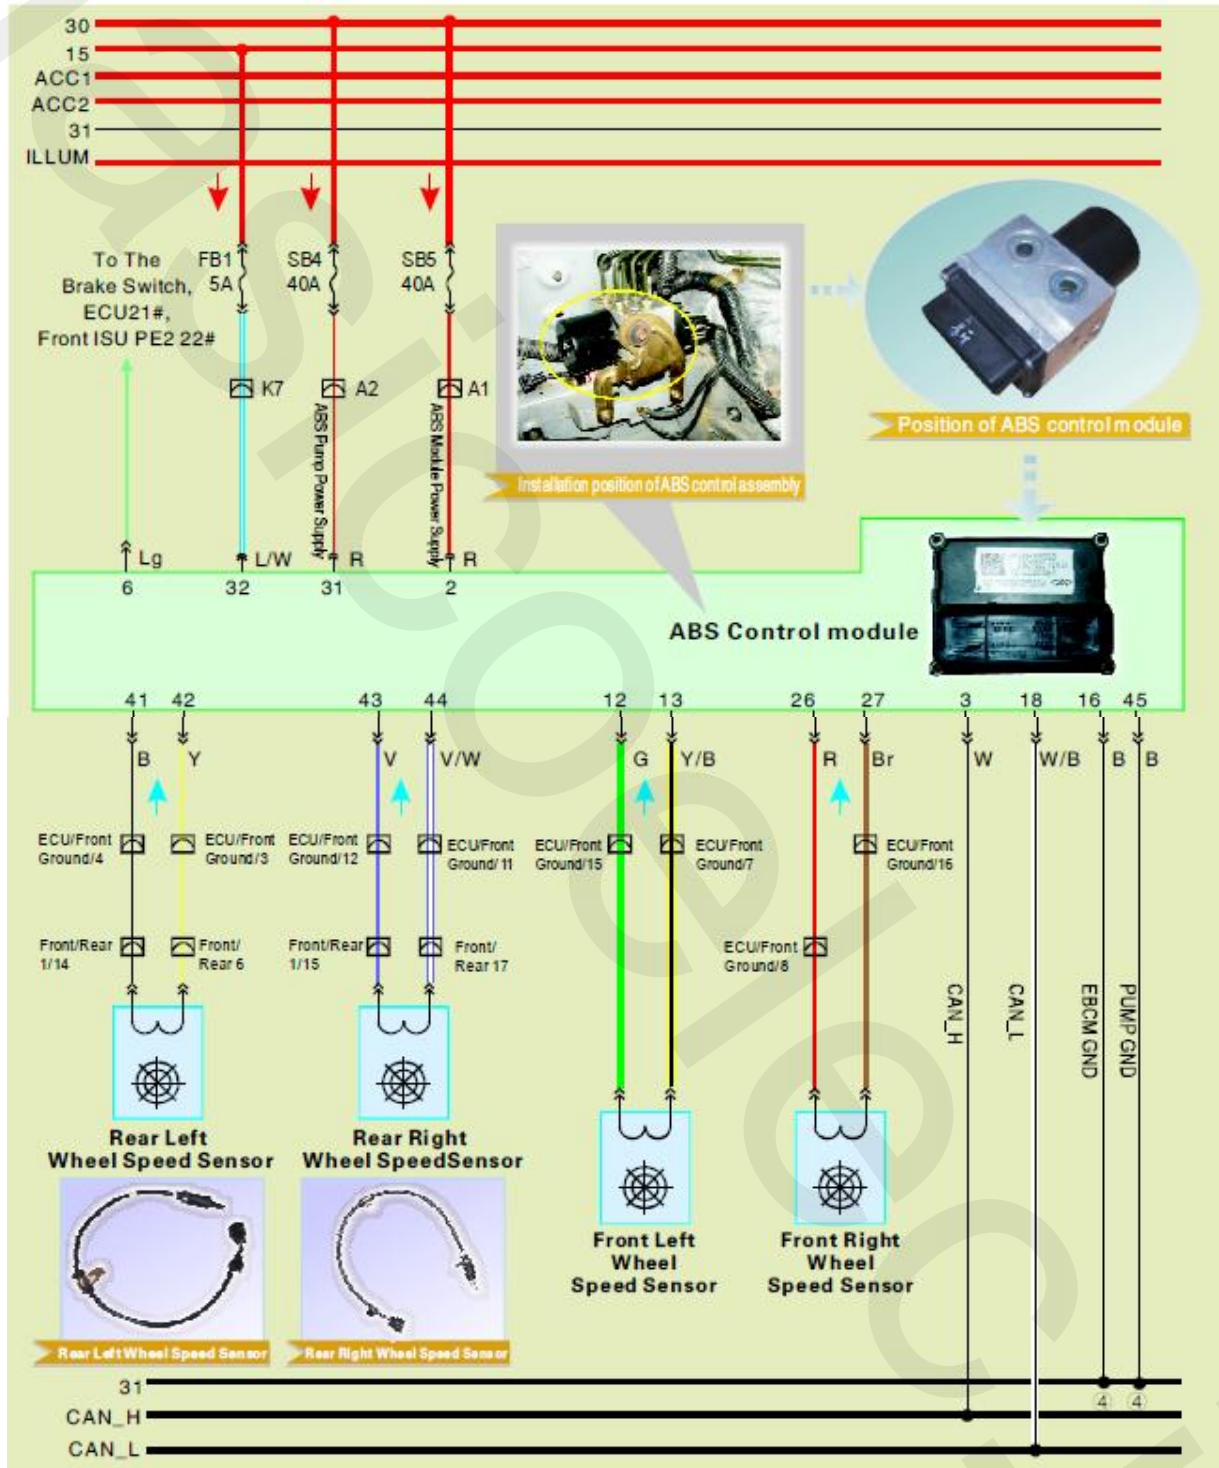 30
15
ACC1
ACC2
31
ILLUM
To The
Brake Switch,
ECU21#,
Front ISU PE2 22#
FB1
5A
SB4
40A
SB5
40A
K7
A2
A1
ABS Pump Power Supply
ABS Module Power Supply
Installation position of ABS control assembly
Position of ABS control module
Lg
L/W
R
R
6
32
31
2
ABS Control module
41
42
43
44
12
13
26
27
3
18
16
45
B
Y
V
V/W
G
Y/B
R
Br
W
W/B
B
B
ECU/Front
Ground/4
ECU/Front
Ground/3
ECU/Front
Ground/12
ECU/Front
Ground/11
ECU/Front
Ground/15
ECU/Front
Ground/7
ECU/Front
Ground/16
Front/Rear
1/14
Front/
Rear 6
Front/Rear
1/15
Front/
Rear 17
ECU/Front
Ground/8
CAN_H
CAN_L
EBCM GND
PUMP GND
Rear Left
Wheel Speed Sensor
Rear Right
Wheel SpeedSensor
Front Left
Wheel
Speed Sensor
Front Right
Wheel
Speed Sensor
Rear Left Wheel Speed Sensor
Rear Right Wheel Speed Sensor
31
④
④
CAN_H
CAN_L